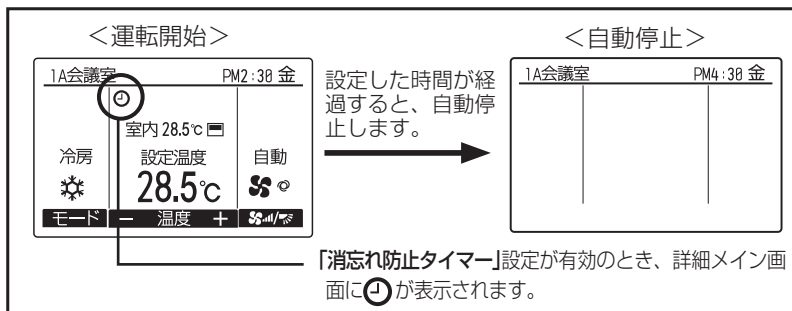 ＜運転開始＞
1A会議室 PM2:30 金
室内 28.5℃
冷房 設定温度 自動
28.5℃
モード － 温度 ＋
設定した時間が経
過すると、自動停
止します。
＜自動停止＞
1A会議室 PM4:30 金
「消忘れ防止タイマー」設定が有効のとき、詳細メイン画
面に が表示されます。